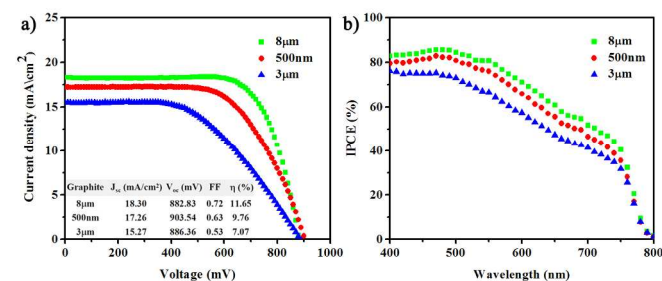 a)
Current density (mA\cm²)
25
20
15
10
5
0
8μm
500nm
3μm
Graphite Jsc (mA/cm²) Voc (mV) FF η (%)
8μm 18.30 882.83 0.72 11.65
500nm 17.26 903.54 0.63 9.76
3μm 15.27 886.36 0.53 7.07
0 200 400 600 800 1000
Voltage (mV)
b)
IPCE (%)
100
80
60
40
20
0
8μm
500nm
3μm
400 500 600 700 800
Wavelength (nm)